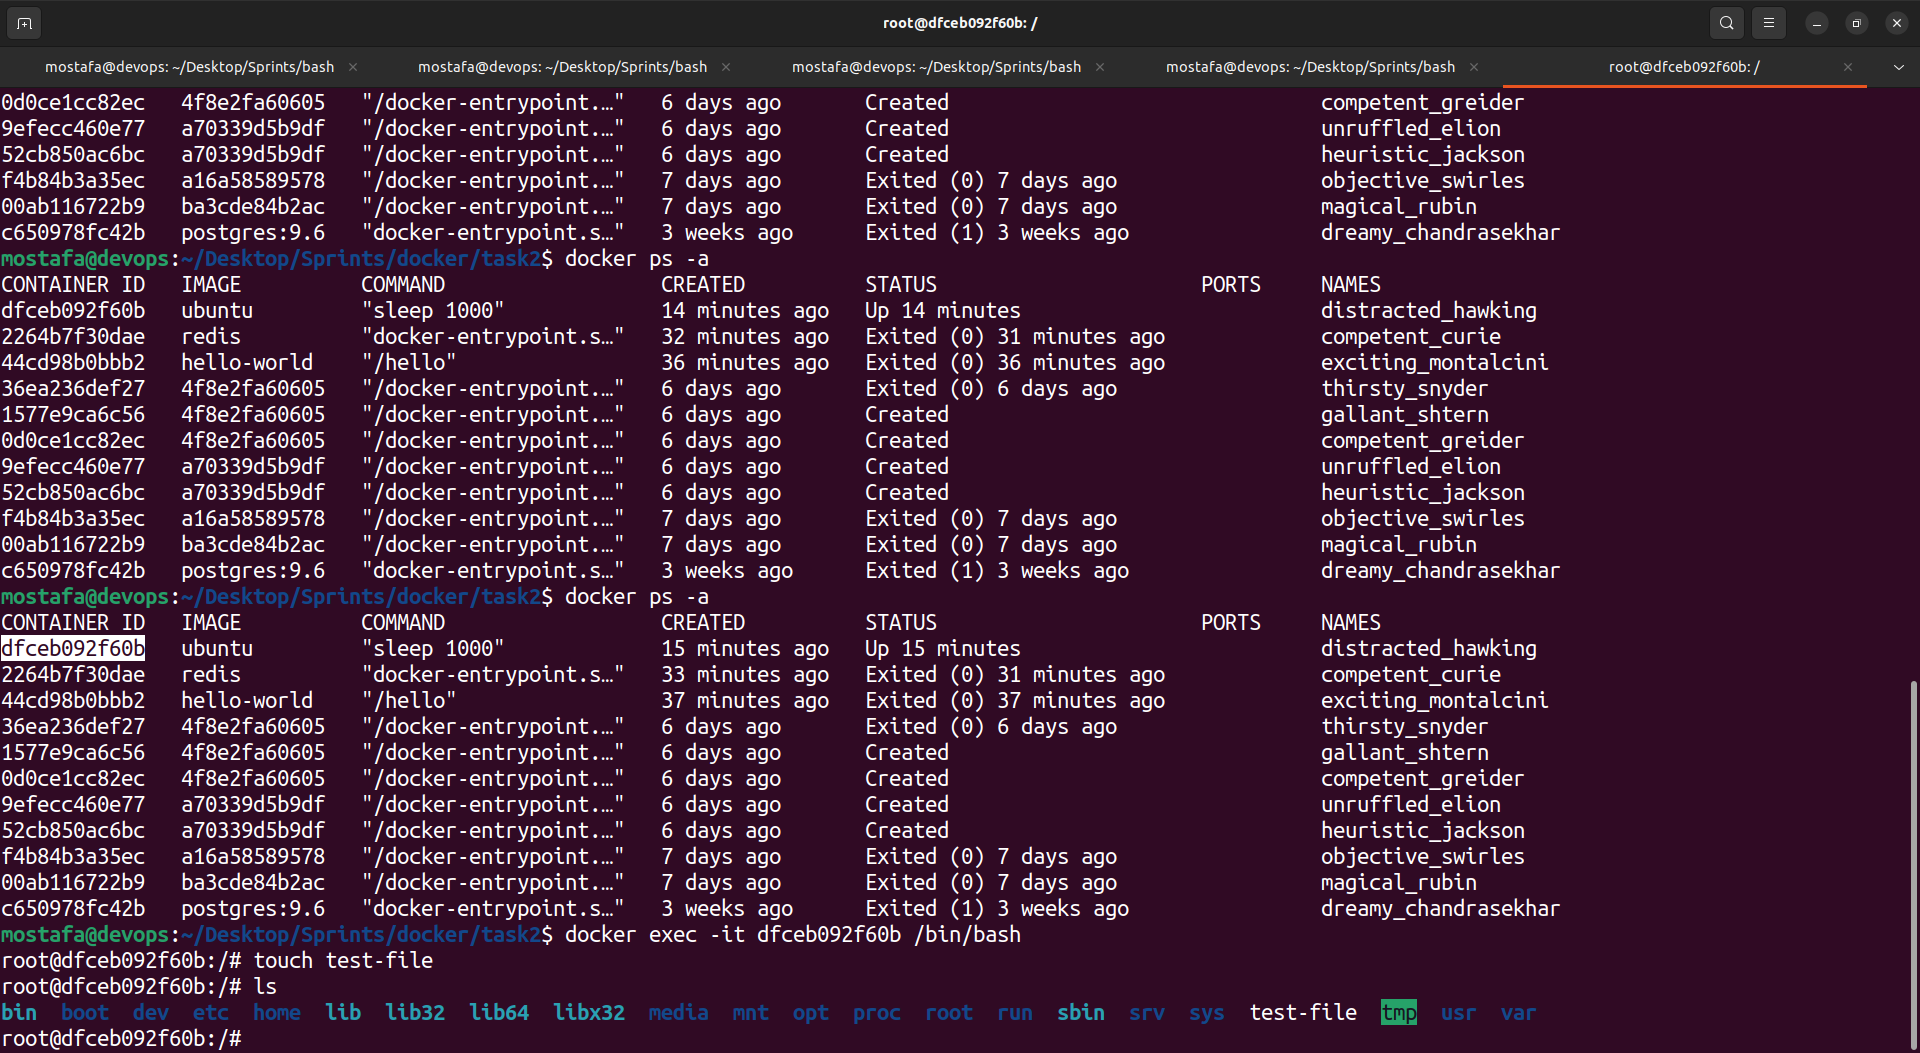 root@dfceb092f60b: /
mostafa@devops: ~/Desktop/Sprints/bash × mostafa@devops: ~/Desktop/Sprints/bash × mostafa@devops: ~/Desktop/Sprints/bash × mostafa@devops: ~/Desktop/Sprints/bash × root@dfceb092f60b: / ×
0d0ce1cc82ec   4f8e2fa60605   "/docker-entrypoint.…"   6 days ago       Created                                competent_greider
9efecc460e77   a70339d5b9df   "/docker-entrypoint.…"   6 days ago       Created                                unruffled_elion
52cb850ac6bc   a70339d5b9df   "/docker-entrypoint.…"   6 days ago       Created                                heuristic_jackson
f4b84b3a35ec   a16a58589578   "/docker-entrypoint.…"   7 days ago       Exited (0) 7 days ago                  objective_swirles
00ab116722b9   ba3cde84b2ac   "/docker-entrypoint.…"   7 days ago       Exited (0) 7 days ago                  magical_rubin
c650978fc42b   postgres:9.6   "docker-entrypoint.s…"   3 weeks ago      Exited (1) 3 weeks ago                 dreamy_chandrasekhar
mostafa@devops:~/Desktop/Sprints/docker/task2$ docker ps -a
CONTAINER ID   IMAGE          COMMAND                  CREATED          STATUS                      PORTS     NAMES
dfceb092f60b   ubuntu         "sleep 1000"             14 minutes ago   Up 14 minutes                         distracted_hawking
2264b7f30dae   redis          "docker-entrypoint.s…"   32 minutes ago   Exited (0) 31 minutes ago             competent_curie
44cd98b0bbb2   hello-world    "/hello"                 36 minutes ago   Exited (0) 36 minutes ago             exciting_montalcini
36ea236def27   4f8e2fa60605   "/docker-entrypoint.…"   6 days ago       Exited (0) 6 days ago                 thirsty_snyder
1577e9ca6c56   4f8e2fa60605   "/docker-entrypoint.…"   6 days ago       Created                               gallant_shtern
0d0ce1cc82ec   4f8e2fa60605   "/docker-entrypoint.…"   6 days ago       Created                               competent_greider
9efecc460e77   a70339d5b9df   "/docker-entrypoint.…"   6 days ago       Created                               unruffled_elion
52cb850ac6bc   a70339d5b9df   "/docker-entrypoint.…"   6 days ago       Created                               heuristic_jackson
f4b84b3a35ec   a16a58589578   "/docker-entrypoint.…"   7 days ago       Exited (0) 7 days ago                 objective_swirles
00ab116722b9   ba3cde84b2ac   "/docker-entrypoint.…"   7 days ago       Exited (0) 7 days ago                 magical_rubin
c650978fc42b   postgres:9.6   "docker-entrypoint.s…"   3 weeks ago      Exited (1) 3 weeks ago                dreamy_chandrasekhar
mostafa@devops:~/Desktop/Sprints/docker/task2$ docker ps -a
CONTAINER ID   IMAGE          COMMAND                  CREATED          STATUS                      PORTS     NAMES
dfceb092f60b   ubuntu         "sleep 1000"             15 minutes ago   Up 15 minutes                         distracted_hawking
2264b7f30dae   redis          "docker-entrypoint.s…"   33 minutes ago   Exited (0) 31 minutes ago             competent_curie
44cd98b0bbb2   hello-world    "/hello"                 37 minutes ago   Exited (0) 37 minutes ago             exciting_montalcini
36ea236def27   4f8e2fa60605   "/docker-entrypoint.…"   6 days ago       Exited (0) 6 days ago                 thirsty_snyder
1577e9ca6c56   4f8e2fa60605   "/docker-entrypoint.…"   6 days ago       Created                               gallant_shtern
0d0ce1cc82ec   4f8e2fa60605   "/docker-entrypoint.…"   6 days ago       Created                               competent_greider
9efecc460e77   a70339d5b9df   "/docker-entrypoint.…"   6 days ago       Created                               unruffled_elion
52cb850ac6bc   a70339d5b9df   "/docker-entrypoint.…"   6 days ago       Created                               heuristic_jackson
f4b84b3a35ec   a16a58589578   "/docker-entrypoint.…"   7 days ago       Exited (0) 7 days ago                 objective_swirles
00ab116722b9   ba3cde84b2ac   "/docker-entrypoint.…"   7 days ago       Exited (0) 7 days ago                 magical_rubin
c650978fc42b   postgres:9.6   "docker-entrypoint.s…"   3 weeks ago      Exited (1) 3 weeks ago                dreamy_chandrasekhar
mostafa@devops:~/Desktop/Sprints/docker/task2$ docker exec -it dfceb092f60b /bin/bash
root@dfceb092f60b:/# touch test-file
root@dfceb092f60b:/# ls
bin  boot  dev  etc  home  lib  lib32  lib64  libx32  media  mnt  opt  proc  root  run  sbin  srv  sys  test-file  tmp  usr  var
root@dfceb092f60b:/#